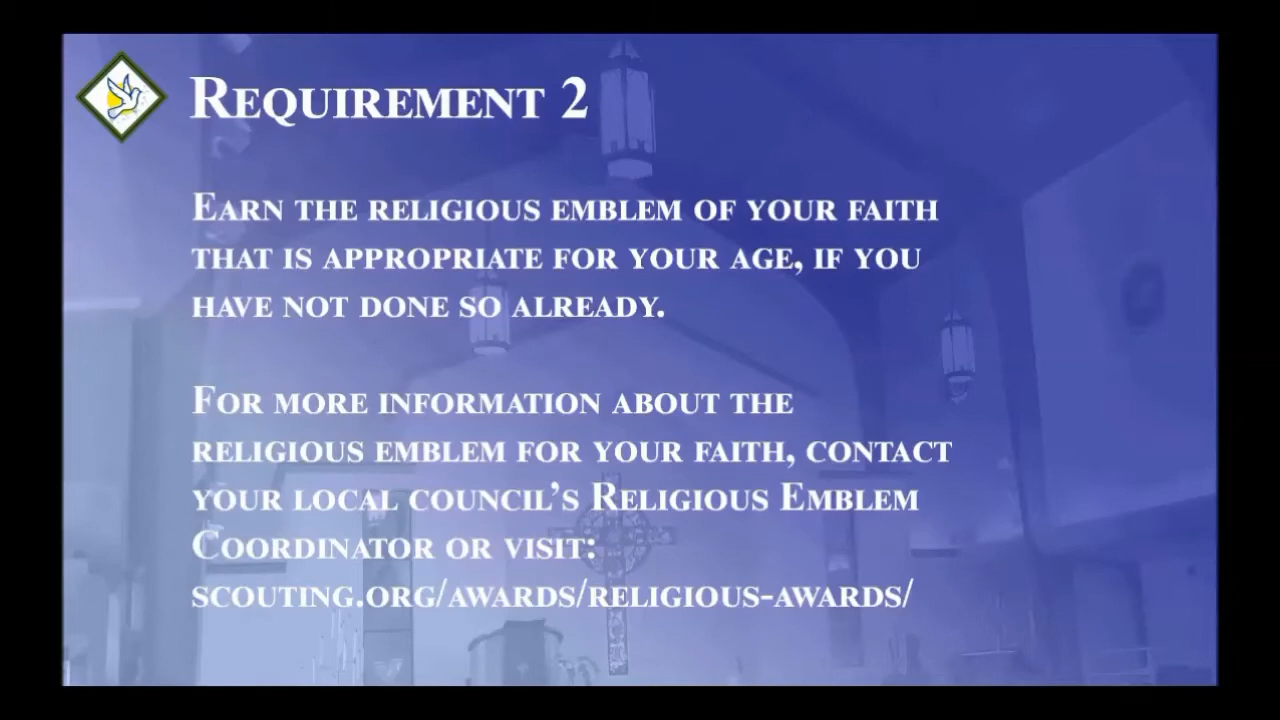 Requirement 2
Earn the religious emblem of your faith
that is appropriate for your age, if you
have not done so already.
For more information about the
religious emblem for your faith, contact
your local council’s Religious Emblem
Coordinator or visit:
scouting.org/awards/religious-awards/